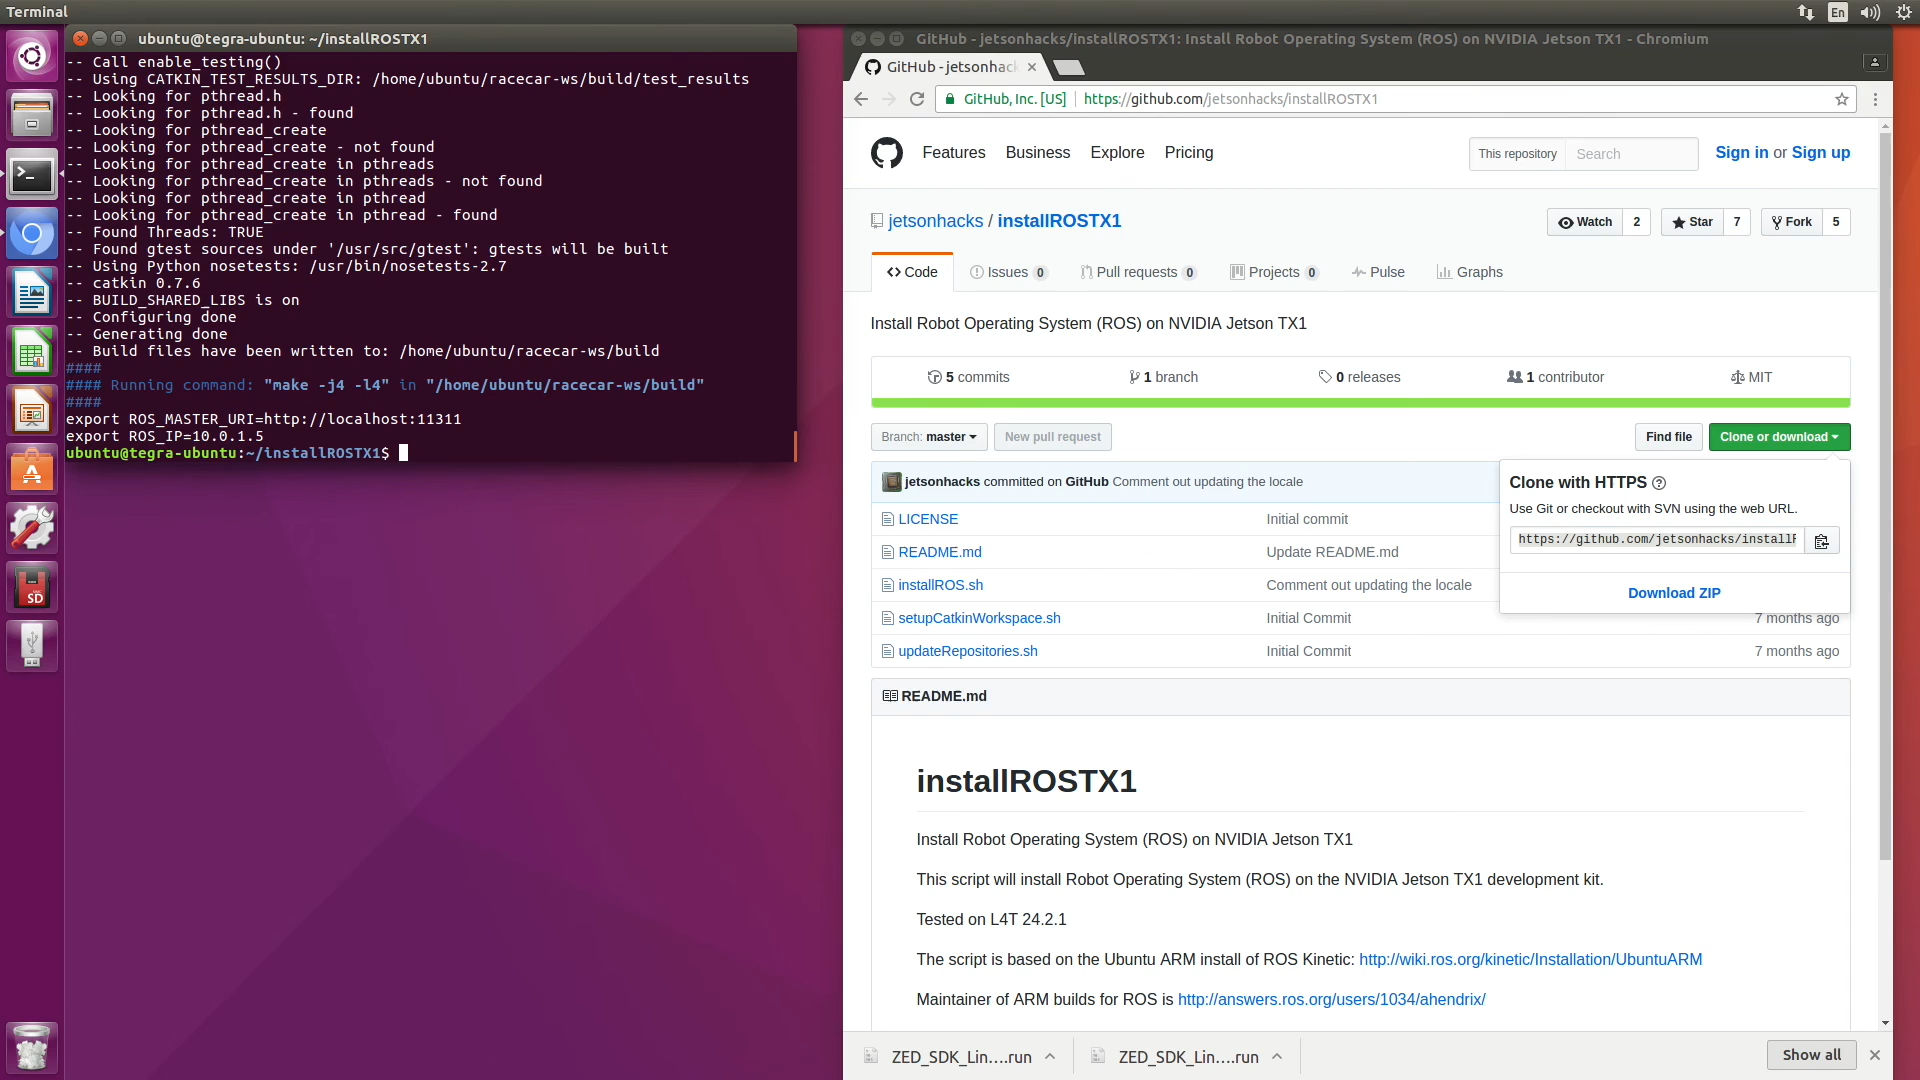 Terminal
En
ubuntu@tegra-ubuntu: ~/installROSTX1
-- Call enable_testing()
-- Using CATKIN_TEST_RESULTS_DIR: /home/ubuntu/racecar-ws/build/test_results
-- Looking for pthread.h
-- Looking for pthread.h - found
-- Looking for pthread_create
-- Looking for pthread_create - not found
-- Looking for pthread_create in pthreads
-- Looking for pthread_create in pthreads - not found
-- Looking for pthread_create in pthread
-- Looking for pthread_create in pthread - found
-- Found Threads: TRUE
-- Found gtest sources under '/usr/src/gtest': gtests will be built
-- Using Python nosetests: /usr/bin/nosetests-2.7
-- catkin 0.7.6
-- BUILD_SHARED_LIBS is on
-- Configuring done
-- Generating done
-- Build files have been written to: /home/ubuntu/racecar-ws/build
####
#### Running command: "make -j4 -l4" in "/home/ubuntu/racecar-ws/build"
####
export ROS_MASTER_URI=http://localhost:11311
export ROS_IP=10.0.1.5
ubuntu@tegra-ubuntu:~/installROSTX1$
SD
GitHub - jetsonhacks/installROSTX1: Install Robot Operating System (ROS) on NVIDIA Jetson TX1 - Chromium
GitHub - jetsonhack
GitHub, Inc. [US] https://github.com/jetsonhacks/installROSTX1
Features Business Explore Pricing This repository Search Sign in or Sign up
jetsonhacks / installROSTX1 Watch 2 Star 7 Fork 5
Code Issues 0 Pull requests 0 Projects 0 Pulse Graphs
Install Robot Operating System (ROS) on NVIDIA Jetson TX1
5 commits 1 branch 0 releases 1 contributor MIT
Branch: master New pull request Find file Clone or download
jetsonhacks committed on GitHub Comment out updating the locale
LICENSE Initial commit
README.md Update README.md
installROS.sh Comment out updating the locale
setupCatkinWorkspace.sh Initial Commit 7 months ago
updateRepositories.sh Initial Commit 7 months ago
Clone with HTTPS
Use Git or checkout with SVN using the web URL.
https://github.com/jetsonhacks/install
Download ZIP
README.md
installROSTX1
Install Robot Operating System (ROS) on NVIDIA Jetson TX1
This script will install Robot Operating System (ROS) on the NVIDIA Jetson TX1 development kit.
Tested on L4T 24.2.1
The script is based on the Ubuntu ARM install of ROS Kinetic: http://wiki.ros.org/kinetic/Installation/UbuntuARM
Maintainer of ARM builds for ROS is http://answers.ros.org/users/1034/ahendrix/
ZED_SDK_Lin....run ZED_SDK_Lin....run Show all